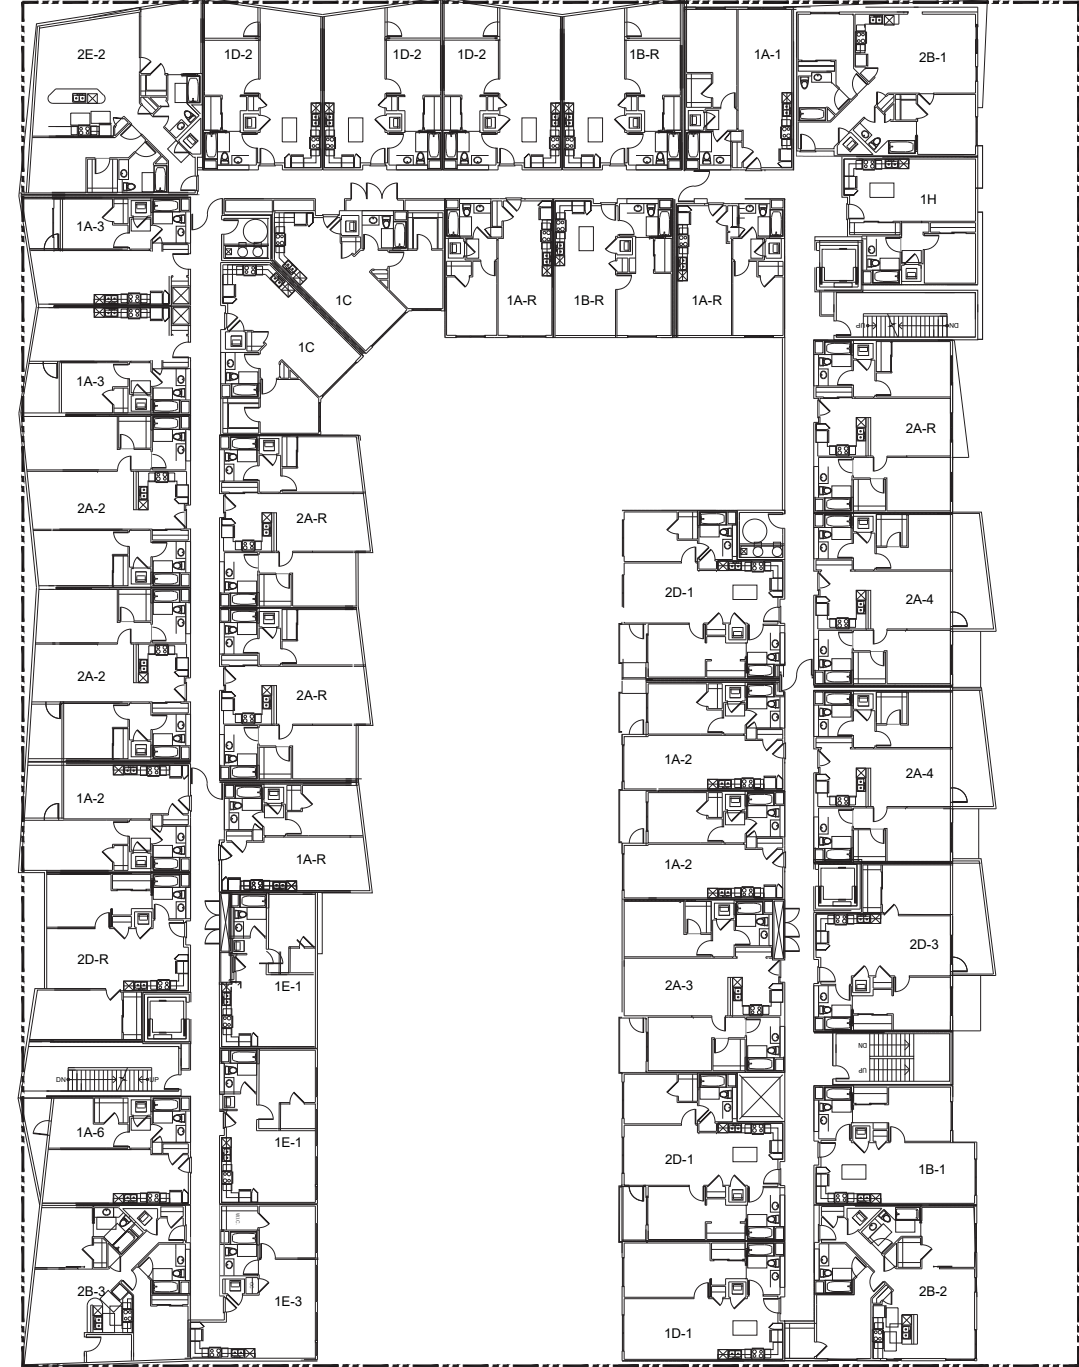 2E-2
1D-2
1D-2
1D-2
1B-R
1A-1
2B-1
1H
1A-3
1C
1A-R
1B-R
1A-R
1C
UP
DN
1A-3
2A-R
2A-2
2A-R
2D-1
2A-4
2A-2
2A-R
1A-2
2A-4
1A-2
1A-R
1A-2
2D-R
2D-3
1E-1
2A-3
DN
UP
DN
UP
1A-6
1E-1
2D-1
1B-1
W.I.C
2B-3
1E-3
2B-2
1D-1